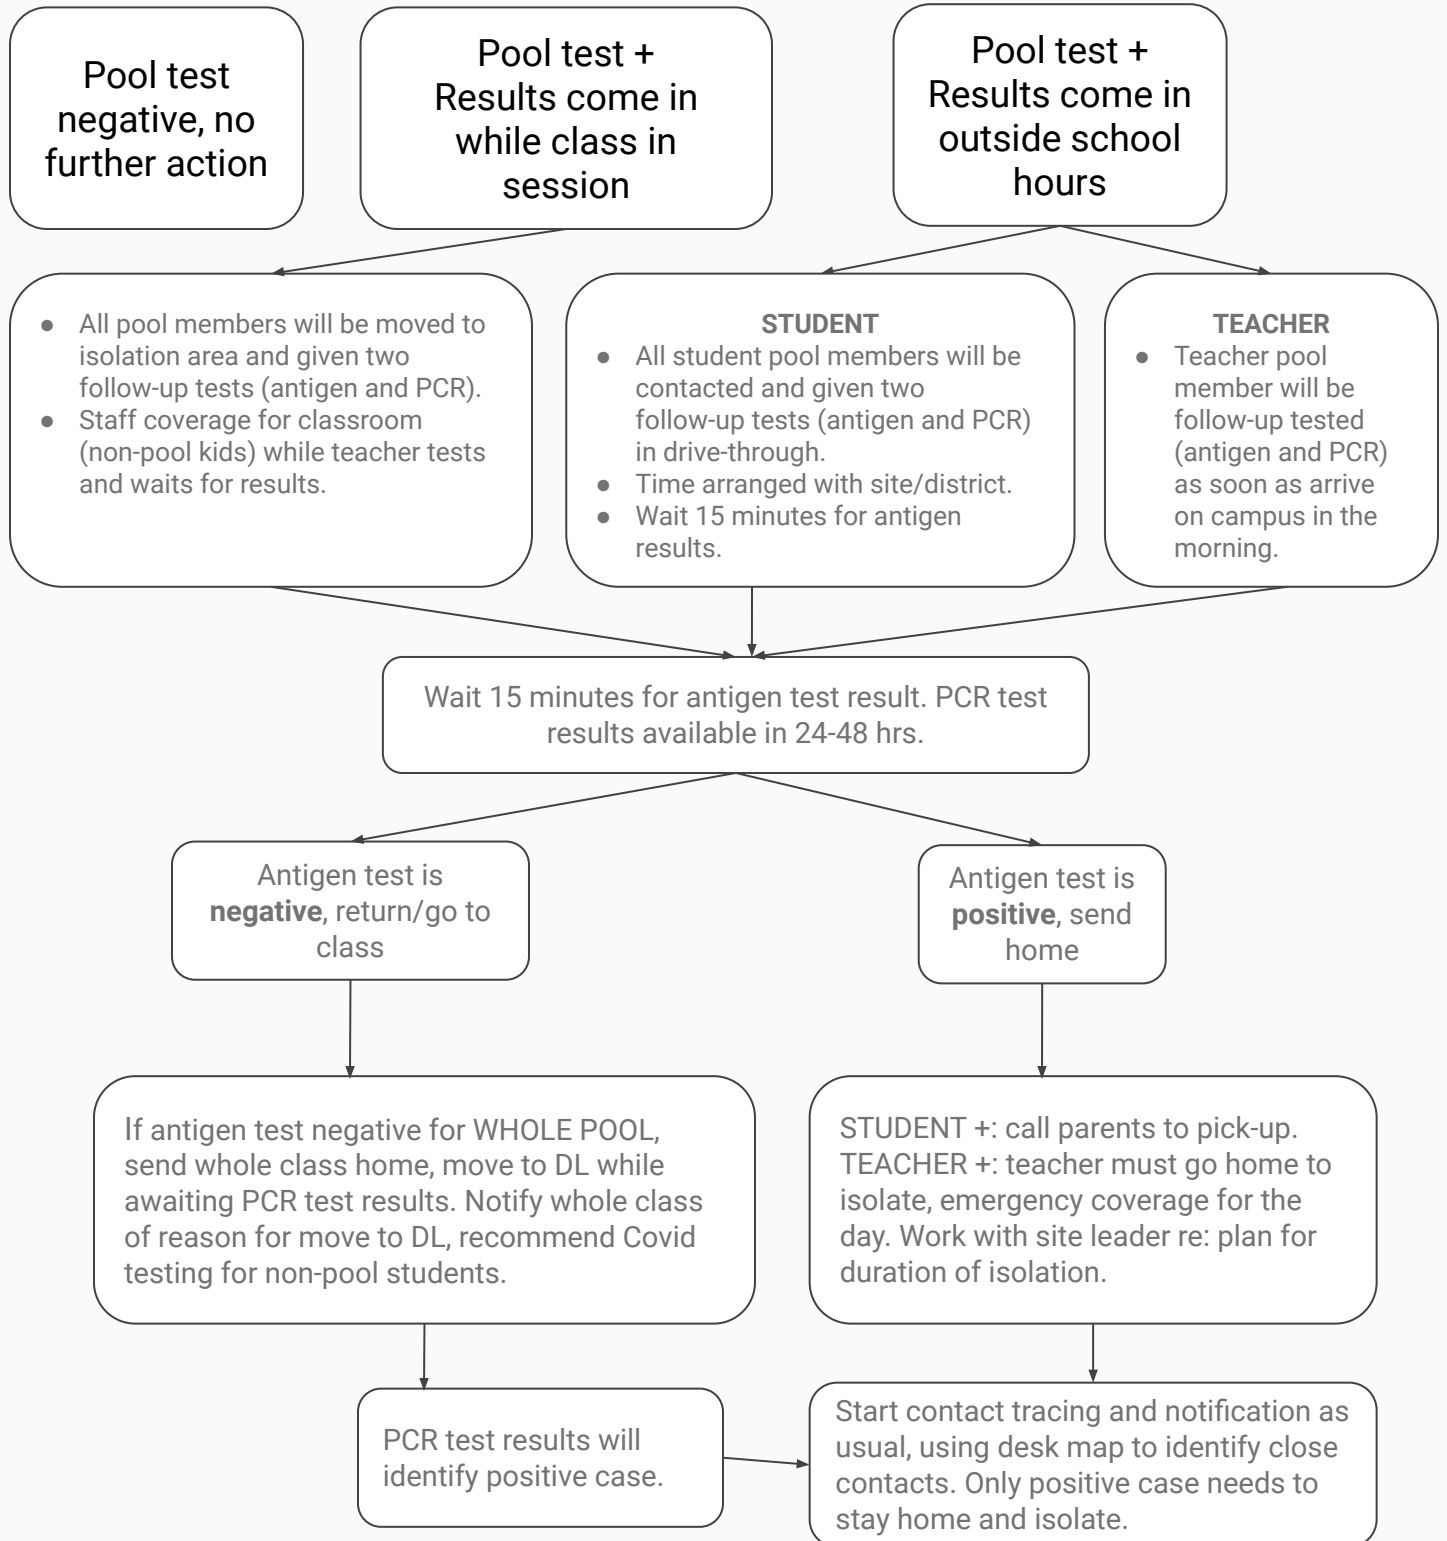 Pool test
negative, no
further action
Pool test +
Results come in
while class in
session
Pool test +
Results come in
outside school
hours
● All pool members will be moved to
isolation area and given two
follow-up tests (antigen and PCR).
● Staff coverage for classroom
(non-pool kids) while teacher tests
and waits for results.
STUDENT
● All student pool members will be
contacted and given two
follow-up tests (antigen and PCR)
in drive-through.
● Time arranged with site/district.
● Wait 15 minutes for antigen
results.
TEACHER
● Teacher pool
member will be
follow-up tested
(antigen and PCR)
as soon as arrive
on campus in the
morning.
Wait 15 minutes for antigen test result. PCR test
results available in 24-48 hrs.
Antigen test is
negative, return/go to
class
Antigen test is
positive, send
home
If antigen test negative for WHOLE POOL,
send whole class home, move to DL while
awaiting PCR test results. Notify whole class
of reason for move to DL, recommend Covid
testing for non-pool students.
STUDENT +: call parents to pick-up.
TEACHER +: teacher must go home to
isolate, emergency coverage for the
day. Work with site leader re: plan for
duration of isolation.
PCR test results will
identify positive case.
Start contact tracing and notification as
usual, using desk map to identify close
contacts. Only positive case needs to
stay home and isolate.